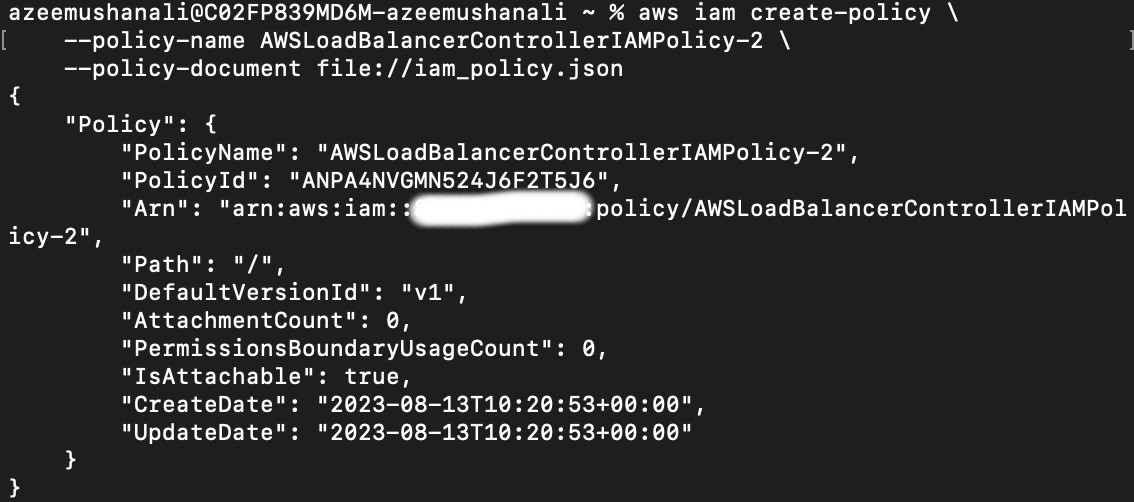 azeemushanali@C02FP839MD6M-azeemushanali ~ % aws iam create-policy \
[    --policy-name AWSLoadBalancerControllerIAMPolicy-2 \    ]
    --policy-document file://iam_policy.json
{
    "Policy": {
        "PolicyName": "AWSLoadBalancerControllerIAMPolicy-2",
        "PolicyId": "ANPA4NVGMN524J6F2T5J6",
        "Arn": "arn:aws:iam:: :policy/AWSLoadBalancerControllerIAMPol
icy-2",
        "Path": "/",
        "DefaultVersionId": "v1",
        "AttachmentCount": 0,
        "PermissionsBoundaryUsageCount": 0,
        "IsAttachable": true,
        "CreateDate": "2023-08-13T10:20:53+00:00",
        "UpdateDate": "2023-08-13T10:20:53+00:00"
    }
}